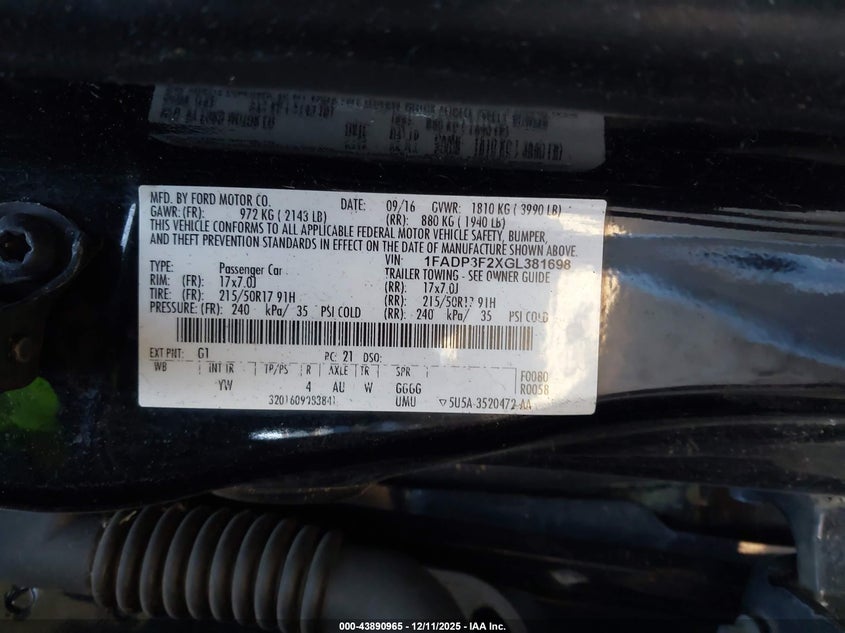 MFD. BY FORD MOTOR CO. DATE: 09/16 GVWR: 1810 KG ( 3990 LB)
GAWR: (FR): 972 KG ( 2143 LB) (RR): 880 KG ( 1940 LB)
THIS VEHICLE CONFORMS TO ALL APPLICABLE FEDERAL MOTOR VEHICLE SAFETY, BUMPER,
AND THEFT PREVENTION STANDARDS IN EFFECT ON THE DATE OF MANUFACTURE SHOWN ABOVE.
VIN: 1FADP3F2XGL381698
TYPE: Passenger Car TRAILER TOWING - SEE OWNER GUIDE
RIM: (FR): 17x7.0J (RR): 17x7.0J
TIRE: (FR): 215/50R17 91H (RR): 215/50R17 91H
PRESSURE: (FR): 240 kPa/ 35 PSI COLD (RR): 240 kPa/ 35 PSI COLD
EXT PNT: G1 PC: 21 DSO:
WB INT TR TP/PS R AXLE TR SPR F0080
YW 4 AU W GGGG R0058
UMU 5U5A-3520472-AA
000-43890965 - 12/11/2025 - IAA Inc.